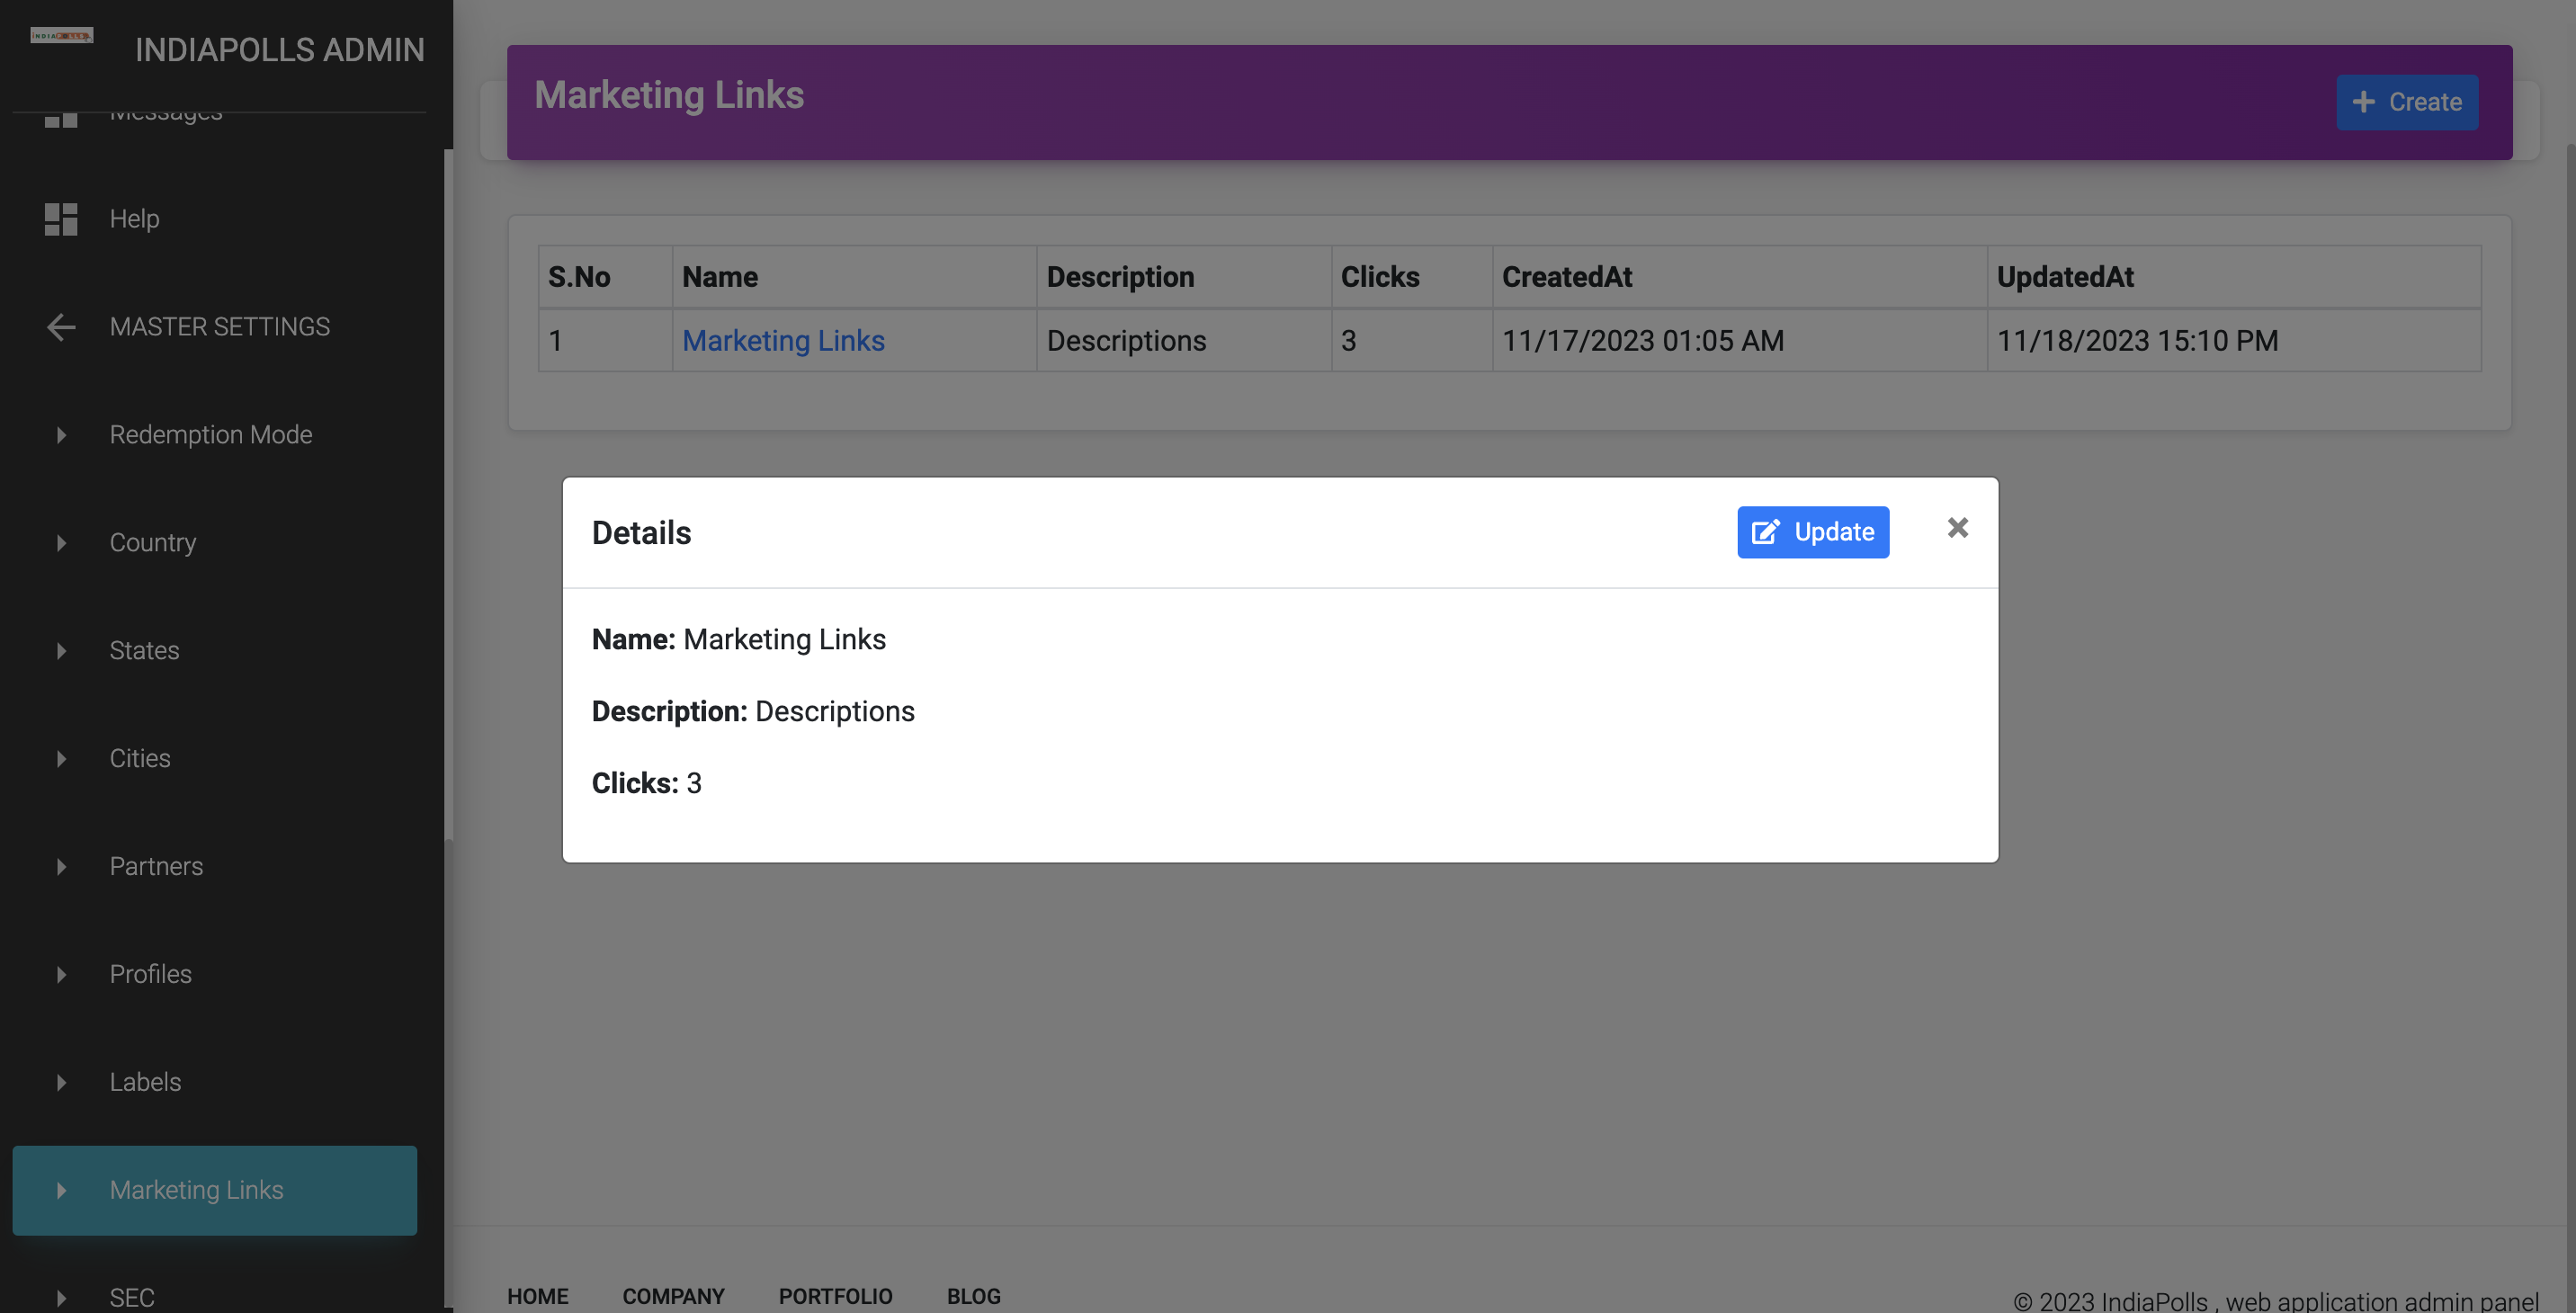 INDIAPOLLS
INDIAPOLLS ADMIN
Messages
Help
MASTER SETTINGS
Redemption Mode
Country
States
Cities
Partners
Profiles
Labels
Marketing Links
SEC
Marketing Links
Create
S.No Name Description Clicks CreatedAt UpdatedAt
1 Marketing Links Descriptions 3 11/17/2023 01:05 AM 11/18/2023 15:10 PM
Details
Update
Name: Marketing Links
Description: Descriptions
Clicks: 3
HOME COMPANY PORTFOLIO BLOG
© 2023 IndiaPolls , web application admin panel